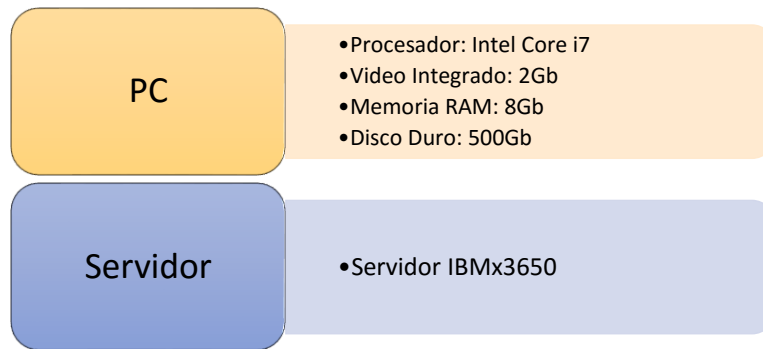 PC
•Procesador: Intel Core i7
•Video Integrado: 2Gb
•Memoria RAM: 8Gb
•Disco Duro: 500Gb
Servidor
•Servidor IBMx3650